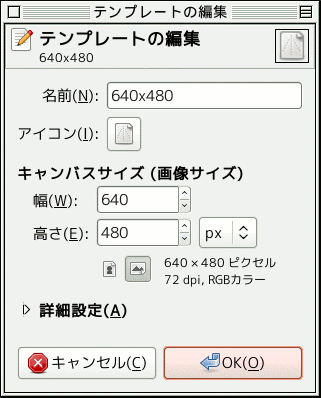 テンプレートの編集
テンプレートの編集
640x480
名前(N): 640x480
アイコン(I):
キャンバスサイズ (画像サイズ)
幅(W): 640
高さ(E): 480 px
640 × 480 ピクセル
72 dpi, RGBカラー
詳細設定(A)
キャンセル(C) OK(O)